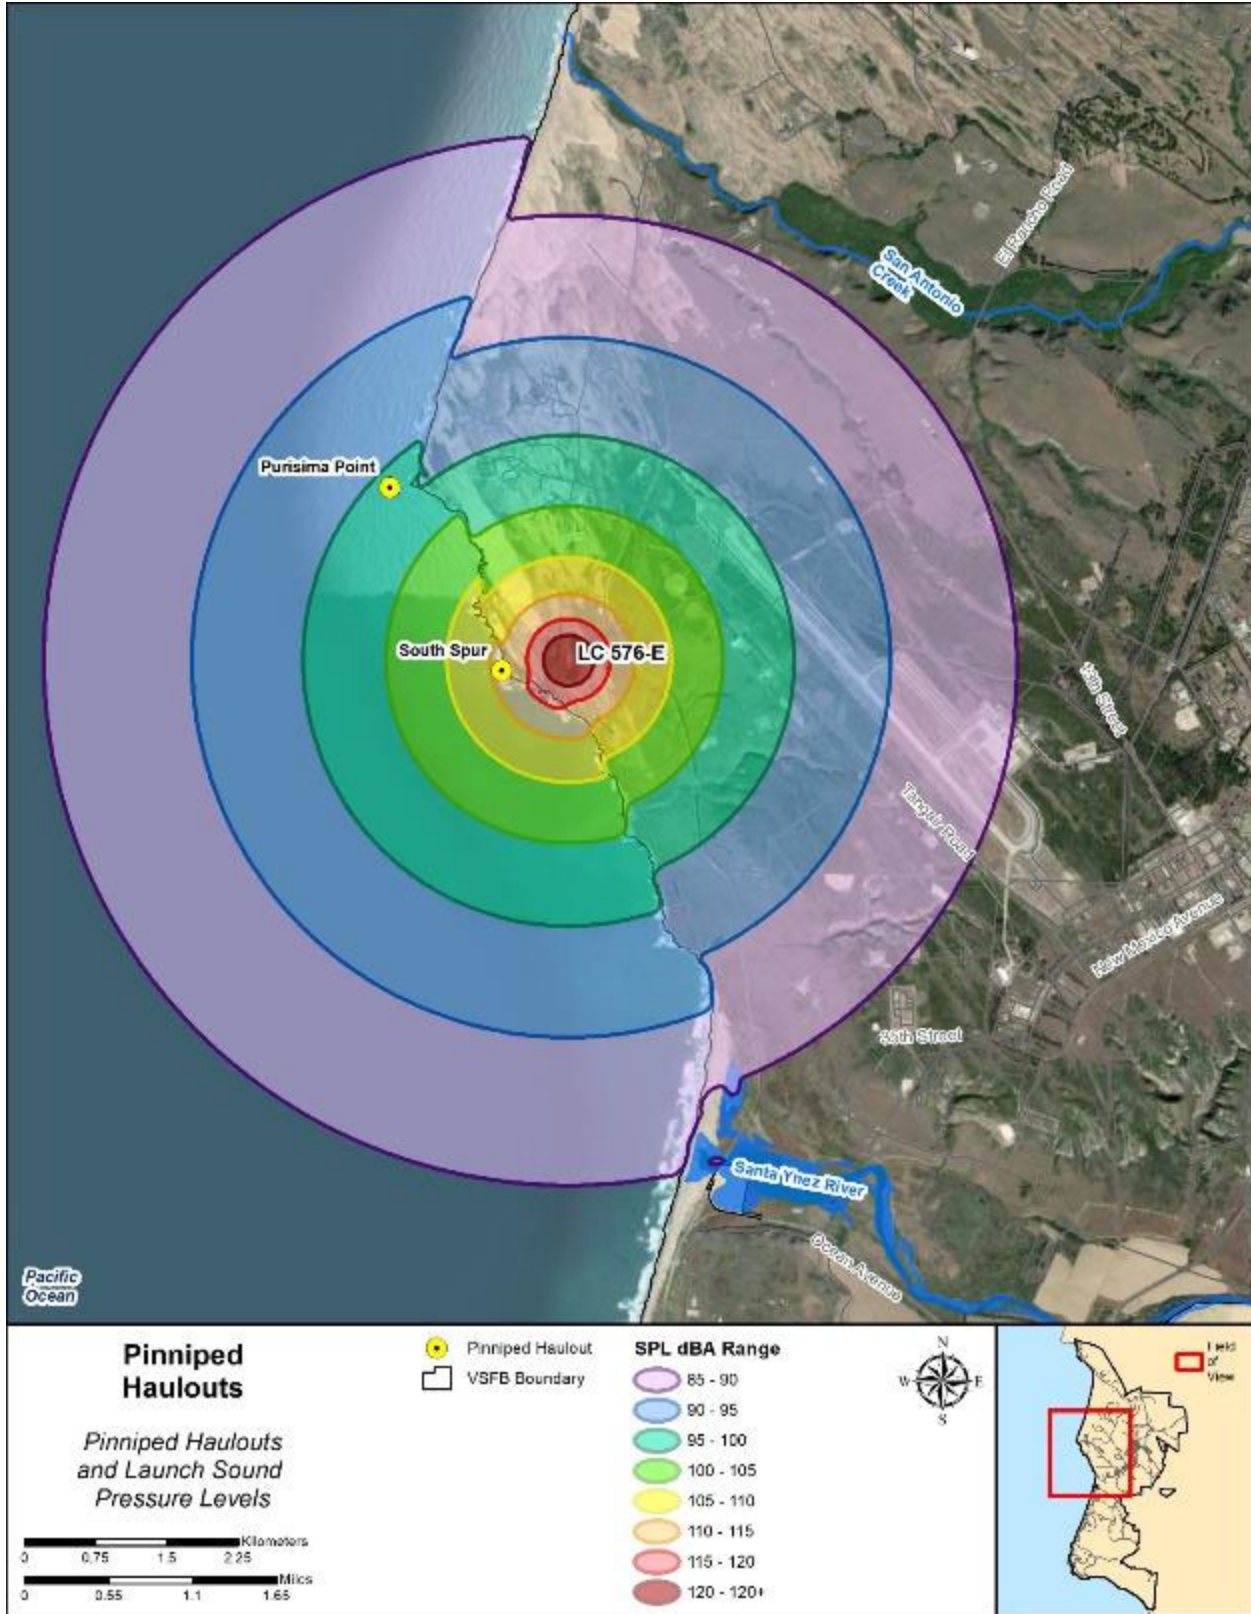 El Rancho Road
San Antonio
Creek
Purisima Point
South Spur
LC 576-E
13th Street
Tangair Road
New Mexico Avenue
35th Street
Santa Ynez River
Ocean Avenue
Pacific
Ocean
Pinniped
Haulouts
Pinniped Haulouts
and Launch Sound
Pressure Levels
Kilometers
0 0.75 1.5 2.25
Miles
0 0.55 1.1 1.65
Pinniped Haulout
VSFB Boundary
SPL dBA Range
85 - 90
90 - 95
95 - 100
100 - 105
105 - 110
110 - 115
115 - 120
120 - 120+
N
W E
S
Field
of
View